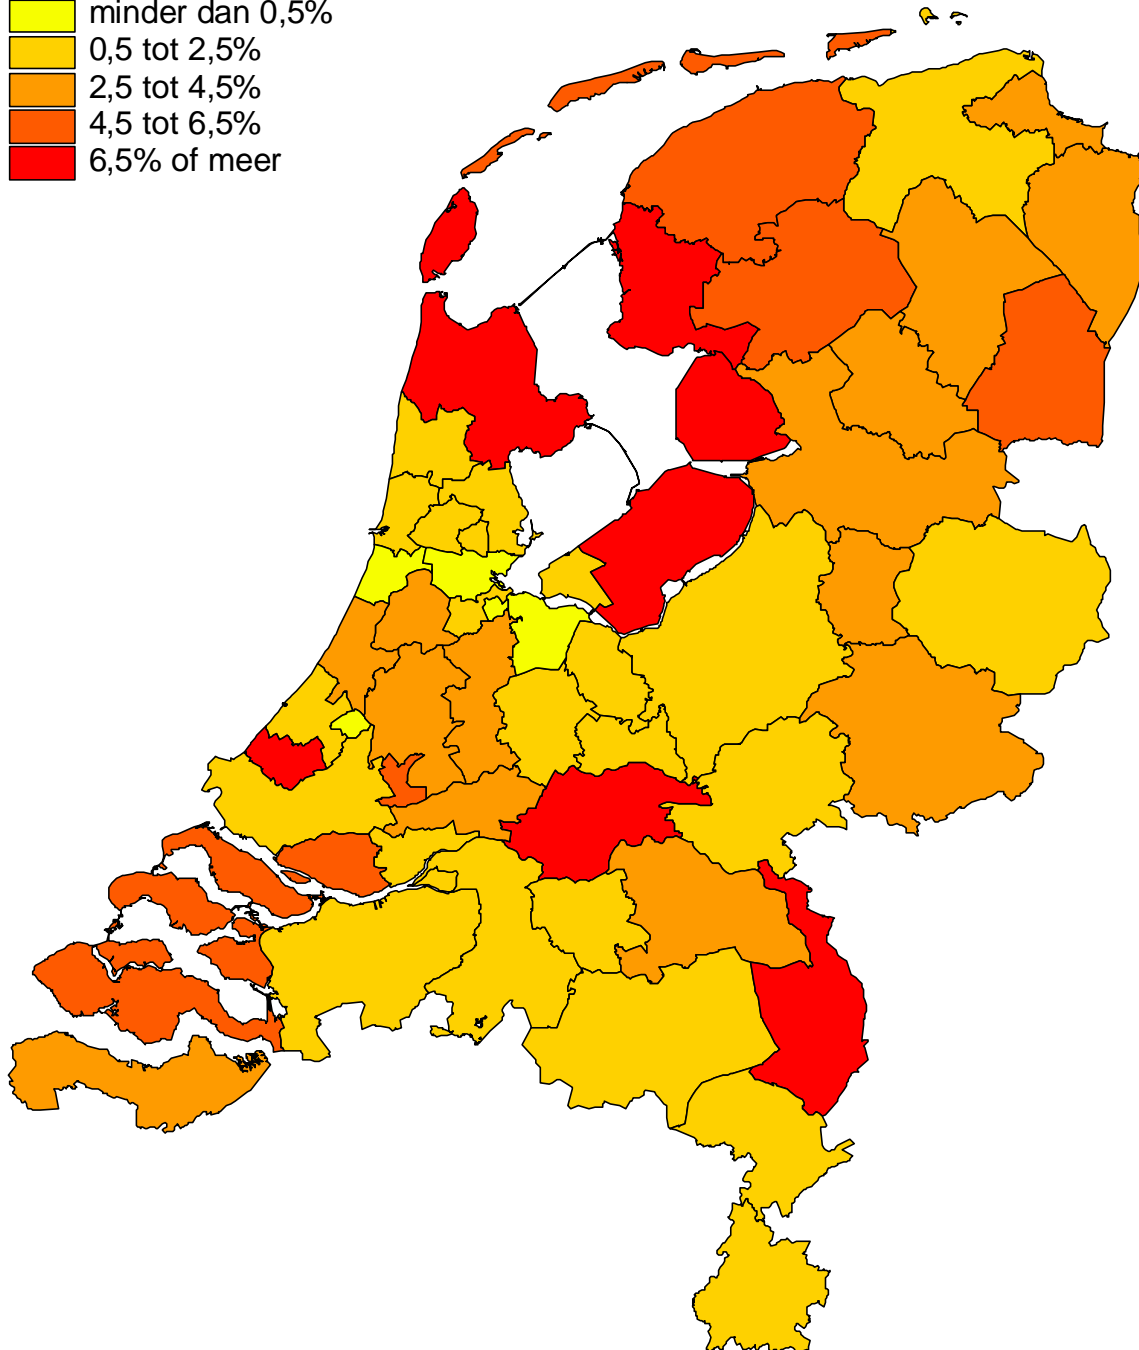 minder dan 0,5%
0,5 tot 2,5%
2,5 tot 4,5%
4,5 tot 6,5%
6,5% of meer